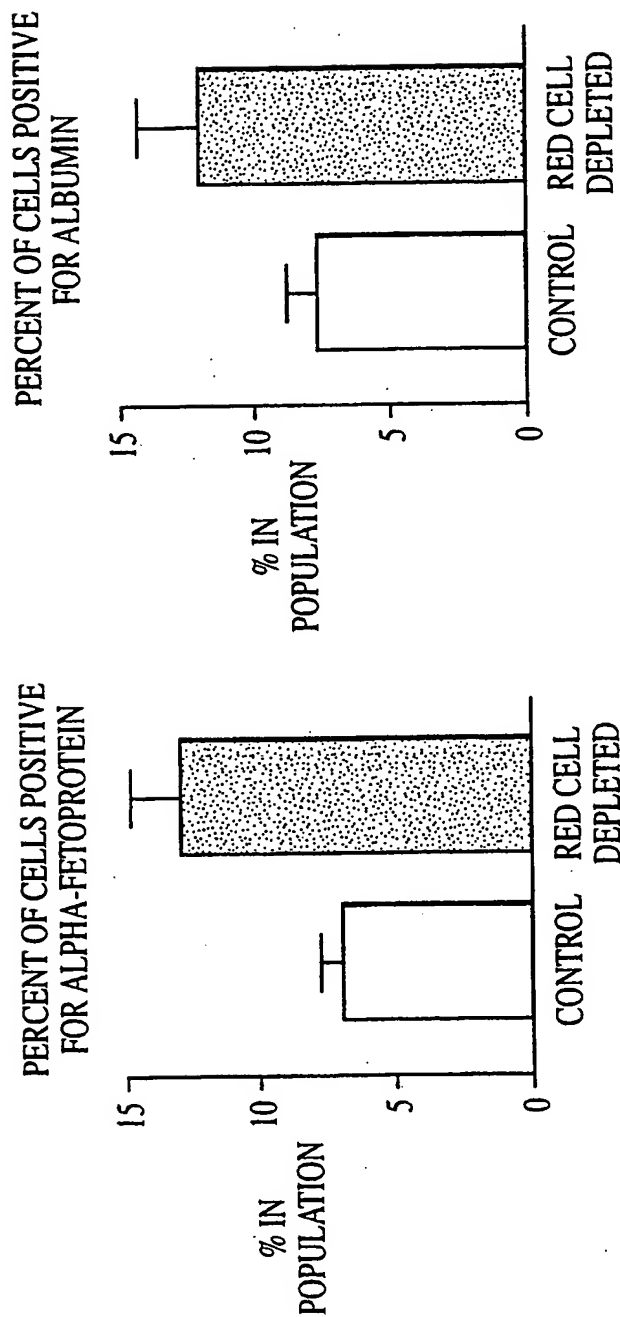 PERCENT OF CELLS POSITIVE
FOR ALPHA-FETOPROTEIN
15
10
5
0
% IN
POPULATION
CONTROL
RED CELL
DEPLETED
PERCENT OF CELLS POSITIVE
FOR ALBUMIN
15
10
5
0
% IN
POPULATION
CONTROL
RED CELL
DEPLETED